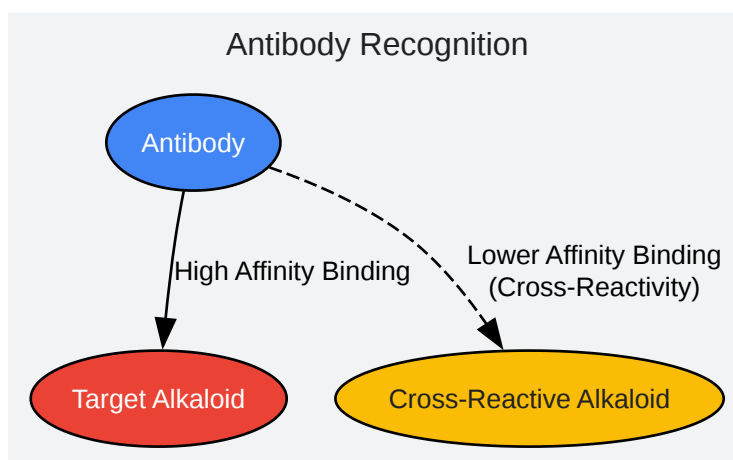 Antibody Recognition
Antibody
High Affinity Binding
Lower Affinity Binding
(Cross-Reactivity)
Target Alkaloid
Cross-Reactive Alkaloid